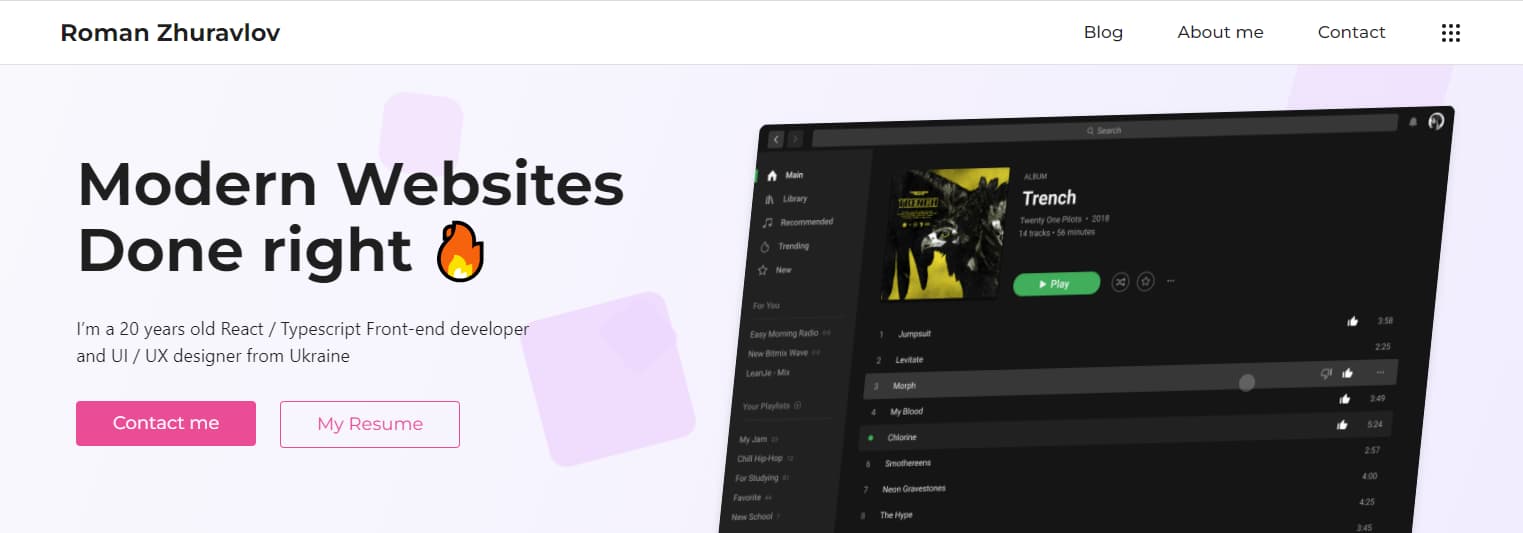 Roman Zhuravlov
Blog
About me
Contact
Modern Websites
Done right 🔥
I'm a 20 years old React / Typescript Front-end developer
and UI / UX designer from Ukraine
Contact me
My Resume
Search
Main
Library
Recommended
Trending
New
For You
Easy Morning Radio
New Bitmix Wave
LeanJe - Mix
Your Playlists
My Jam
Chill Hip-Hop
For Studying
Favorite
New School
TRENCH
ALBUM
Trench
Twenty One Pilots • 2018
14 tracks • 56 minutes
Play
1 Jumpsuit 3:58
2 Levitate 2:25
3 Morph
4 My Blood 3:49
Chlorine 5:24
6 Smothereens 2:57
7 Neon Gravestones 4:00
8 The Hype 4:25
3:45